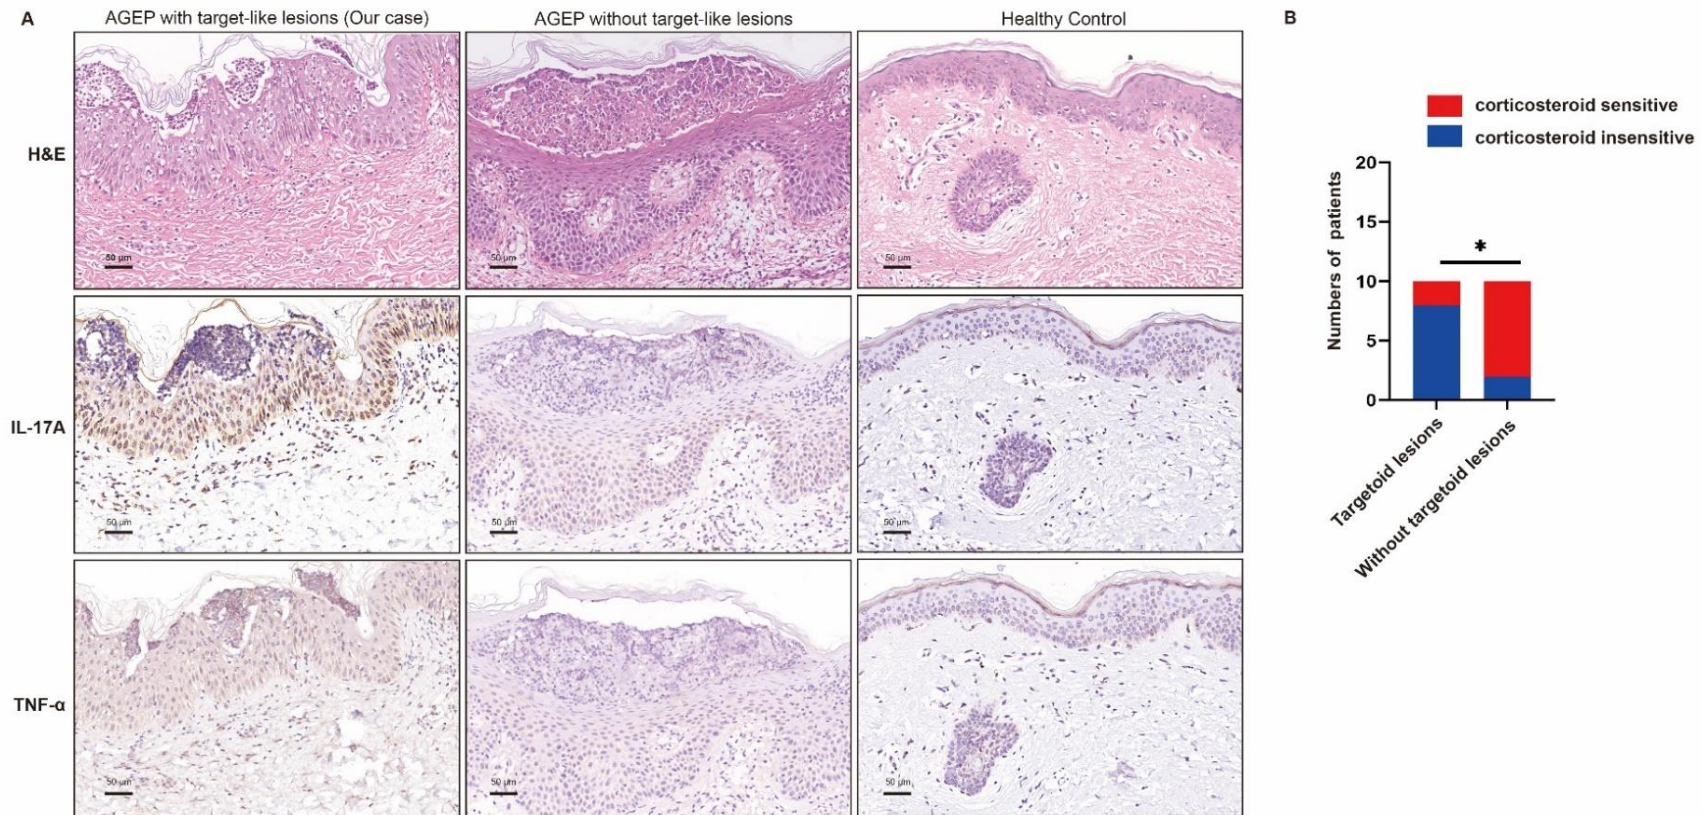 A
AGEP with target-like lesions (Our case)
AGEP without target-like lesions
Healthy Control
H&E
50 μm
50 μm
50 μm
IL-17A
50 μm
50 μm
50 μm
TNF-α
50 μm
50 μm
50 μm
B
corticosteroid sensitive
corticosteroid insensitive
Numbers of patients
20
15
10
5
0
*
Targetoid lesions
Without targetoid lesions